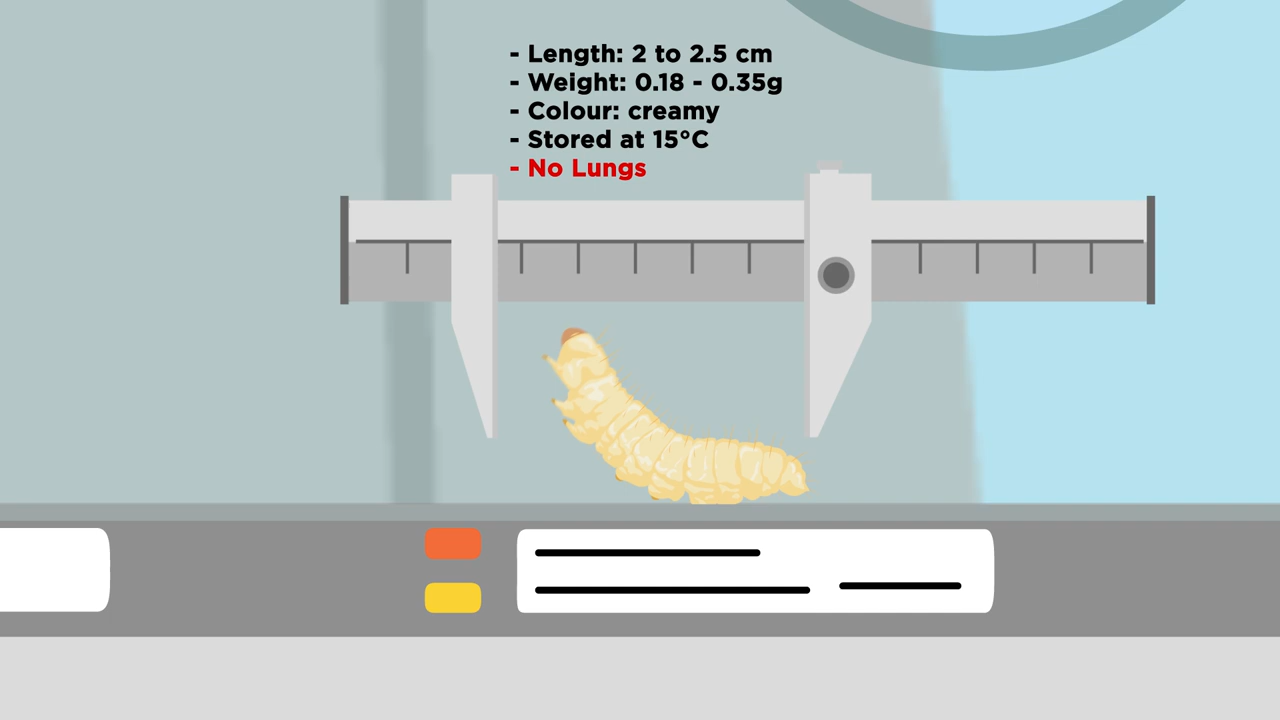 - Length: 2 to 2.5 cm
- Weight: 0.18 - 0.35g
- Colour: creamy
- Stored at 15°C
- No Lungs